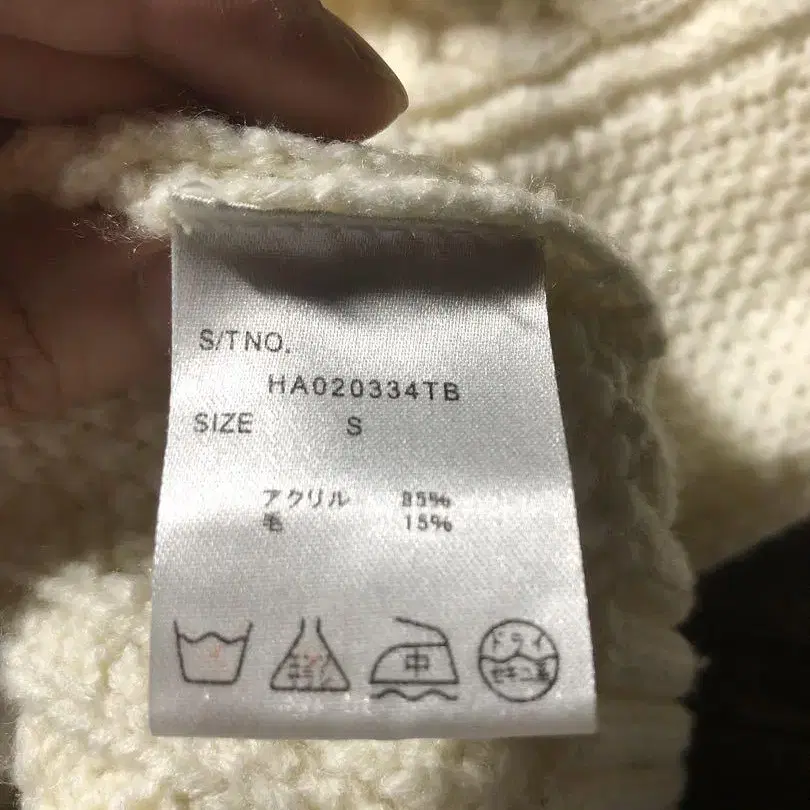 S/TNO.
HA020334TB
SIZE S
アクリル 85%
毛 15%
中
ドライ
セキユ系